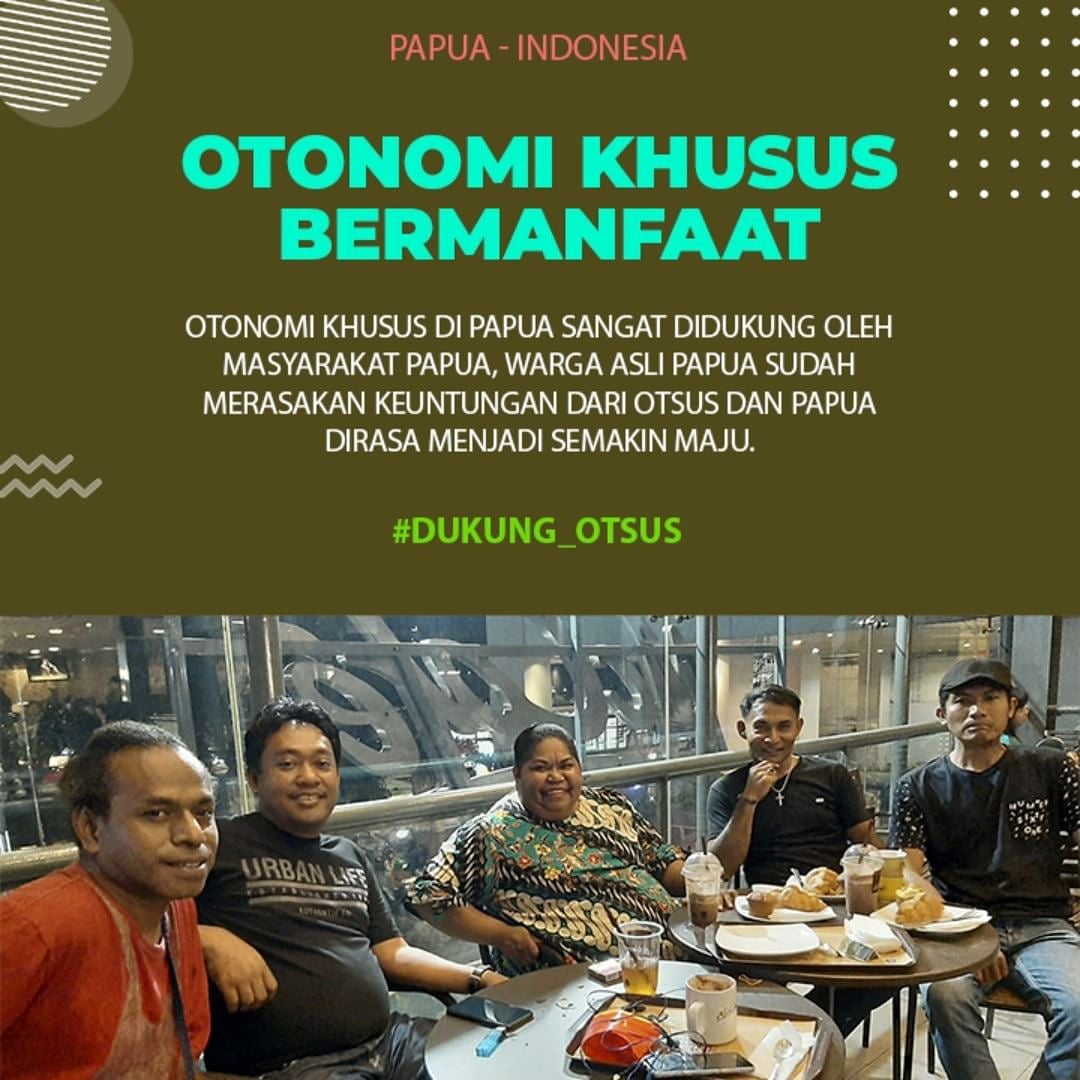 PAPUA - INDONESIA
OTONOMI KHUSUS
BERMANFAAT
OTONOMI KHUSUS DI PAPUA SANGAT DIDUKUNG OLEH
MASYARAKAT PAPUA, WARGA ASLI PAPUA SUDAH
MERASAKAN KEUNTUNGAN DARI OTSUS DAN PAPUA
DIRASA MENJADI SEMAKIN MAJU.
#DUKUNG_OTSUS
URBAN LIFE